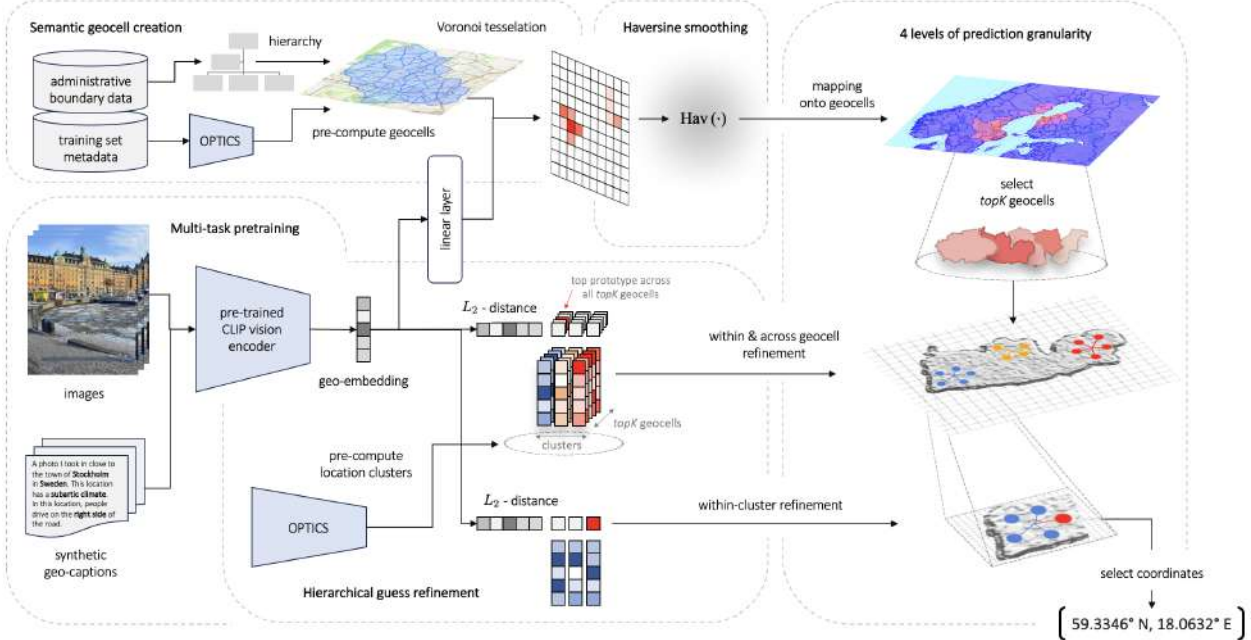 Semantic geocell creation
hierarchy
Voronoi tesselation
administrative
boundary data
training set
metadata
OPTICS
pre-compute geocells
Haversine smoothing
Hav (·)
mapping
onto geocells
4 levels of prediction granularity
select
topK geocells
linear layer
Multi-task pretraining
images
pre-trained
CLIP vision
encoder
geo-embedding
A photo I took in close to
the town of Stockholm
in Sweden. This location
has a subartic climate.
In this location, people
drive on the right side of
the road.
synthetic
geo-captions
top prototype across
all topK geocells
L2 - distance
topK geocells
clusters
within & across geocell
refinement
pre-compute
location clusters
OPTICS
L2 - distance
within-cluster refinement
Hierarchical guess refinement
select coordinates
[ 59.3346° N, 18.0632° E ]